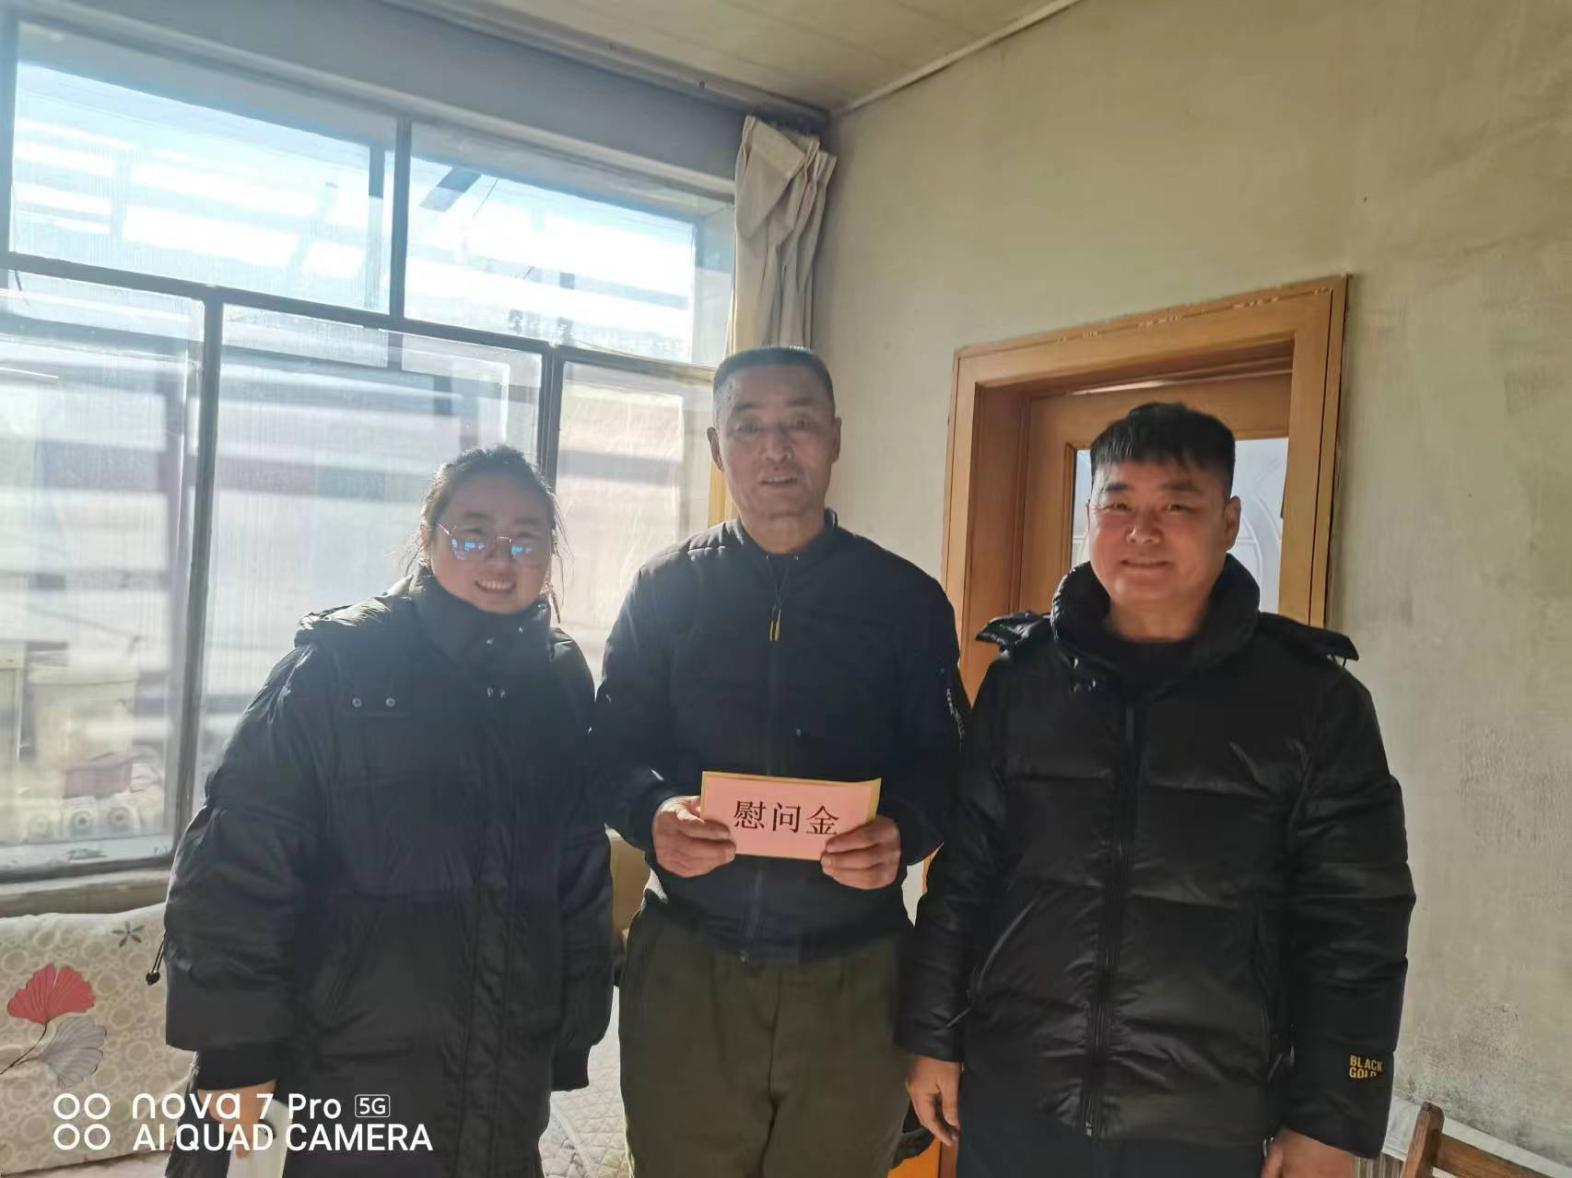 慰问金
BLACK
GOLD
nova 7 Pro 5G
AI QUAD CAMERA